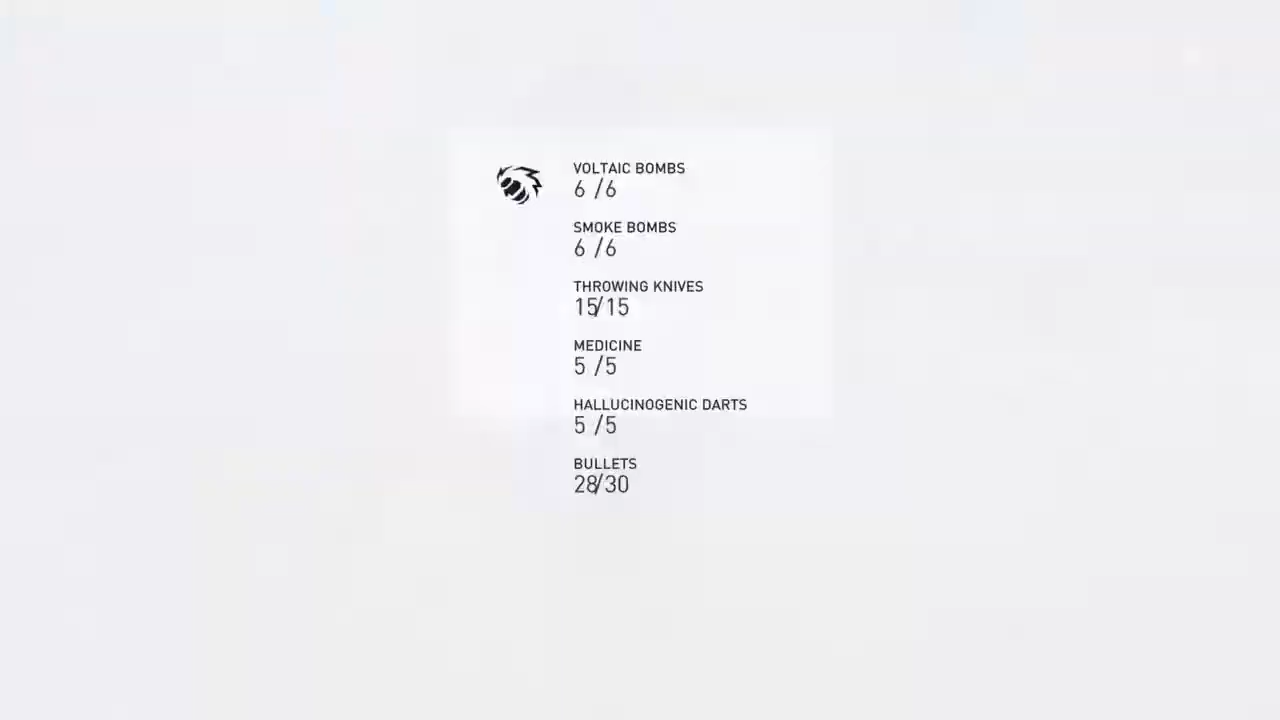 VOLTAIC BOMBS
6 /6
SMOKE BOMBS
6 /6
THROWING KNIVES
15/15
MEDICINE
5 /5
HALLUCINOGENIC DARTS
5 /5
BULLETS
28/30